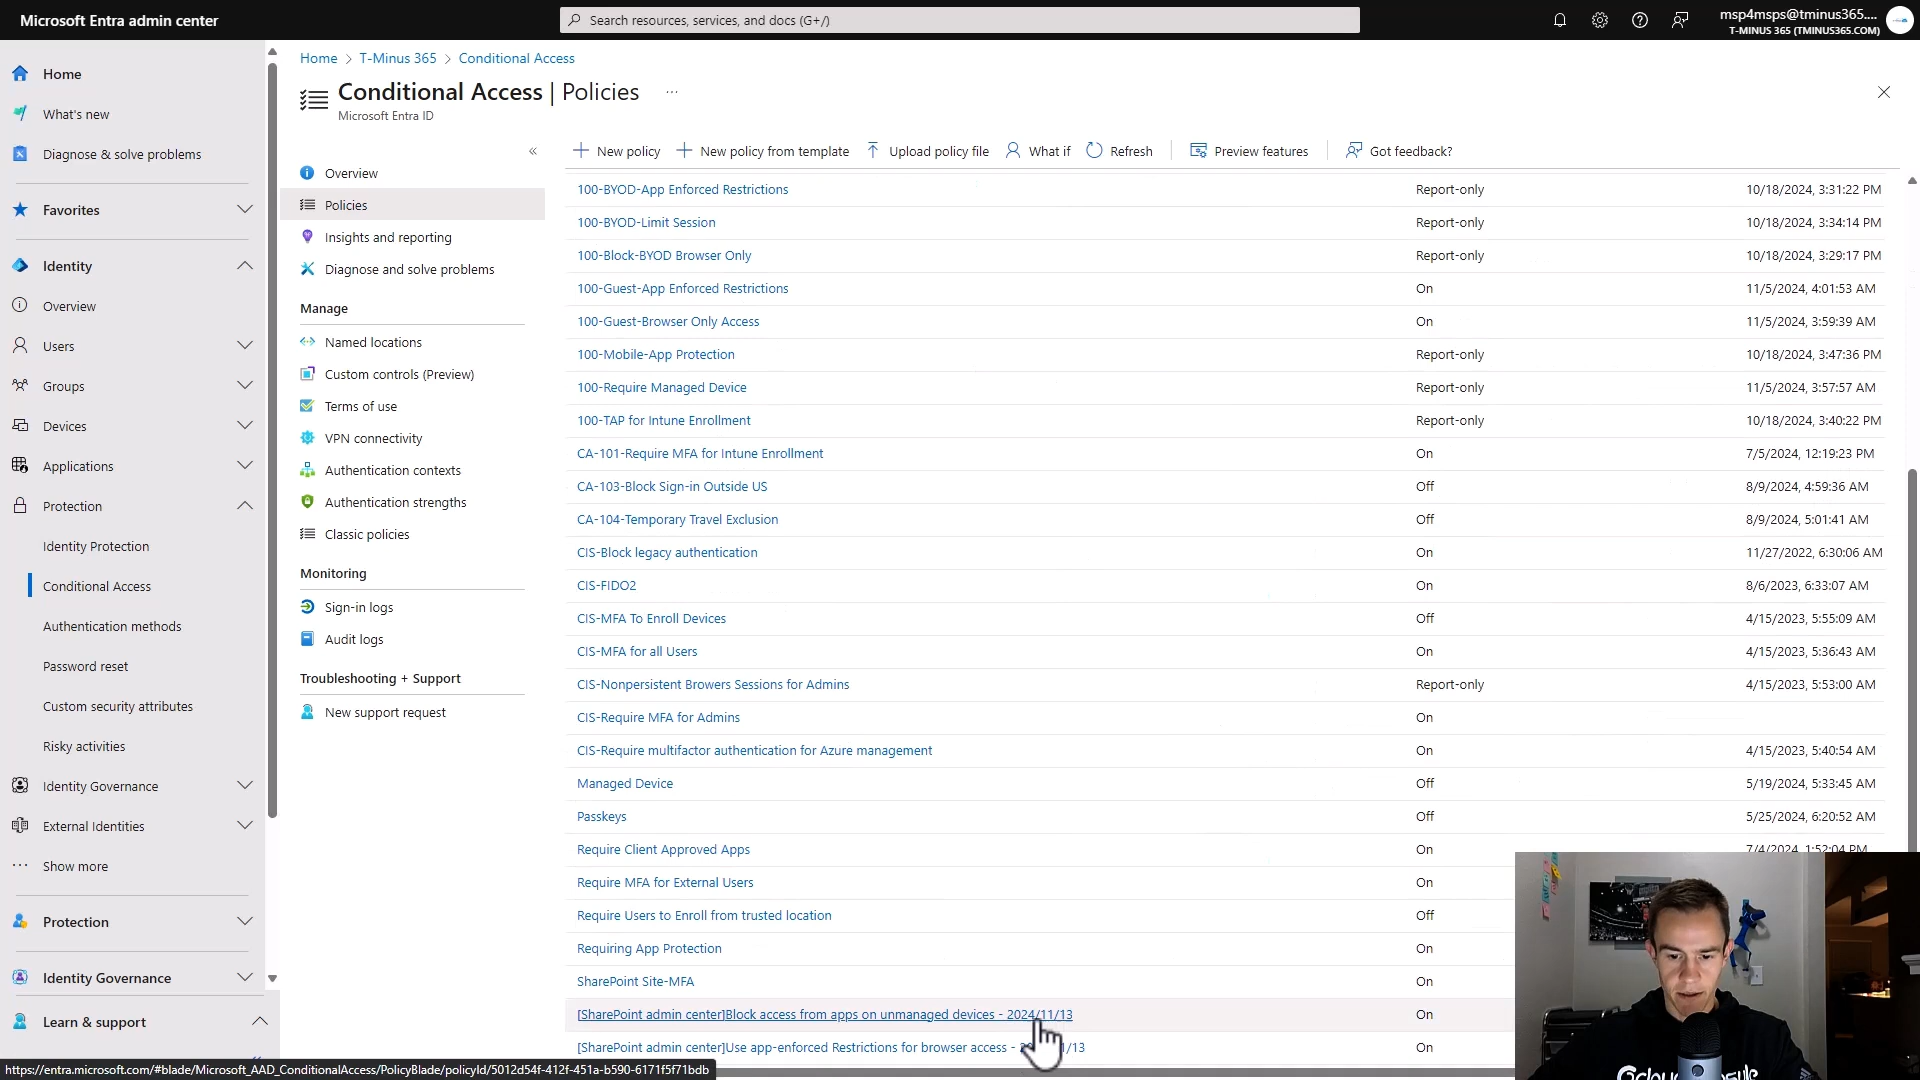 Microsoft Entra admin center
Search resources, services, and docs (G+/)
msp4msps@tminus365....
T-MINUS 365 (TMINUS365.COM)
Home
What's new
Diagnose & solve problems
Favorites
Identity
Overview
Users
Groups
Devices
Applications
Protection
Identity Protection
Conditional Access
Authentication methods
Password reset
Custom security attributes
Risky activities
Identity Governance
External Identities
Show more
Protection
Identity Governance
Learn & support
Home > T-Minus 365 > Conditional Access
Conditional Access | Policies ...
Microsoft Entra ID
Overview
Policies
Insights and reporting
Diagnose and solve problems
Manage
Named locations
Custom controls (Preview)
Terms of use
VPN connectivity
Authentication contexts
Authentication strengths
Classic policies
Monitoring
Sign-in logs
Audit logs
Troubleshooting + Support
New support request
New policy New policy from template Upload policy file What if Refresh Preview features Got feedback?
100-BYOD-App Enforced Restrictions Report-only 10/18/2024, 3:31:22 PM
100-BYOD-Limit Session Report-only 10/18/2024, 3:34:14 PM
100-Block-BYOD Browser Only Report-only 10/18/2024, 3:29:17 PM
100-Guest-App Enforced Restrictions On 11/5/2024, 4:01:53 AM
100-Guest-Browser Only Access On 11/5/2024, 3:59:39 AM
100-Mobile-App Protection Report-only 10/18/2024, 3:47:36 PM
100-Require Managed Device Report-only 11/5/2024, 3:57:57 AM
100-TAP for Intune Enrollment Report-only 10/18/2024, 3:40:22 PM
CA-101-Require MFA for Intune Enrollment On 7/5/2024, 12:19:23 PM
CA-103-Block Sign-in Outside US Off 8/9/2024, 4:59:36 AM
CA-104-Temporary Travel Exclusion Off 8/9/2024, 5:01:41 AM
CIS-Block legacy authentication On 11/27/2022, 6:30:06 AM
CIS-FIDO2 On 8/6/2023, 6:33:07 AM
CIS-MFA To Enroll Devices Off 4/15/2023, 5:55:09 AM
CIS-MFA for all Users On 4/15/2023, 5:36:43 AM
CIS-Nonpersistent Browers Sessions for Admins Report-only 4/15/2023, 5:53:00 AM
CIS-Require MFA for Admins On
CIS-Require multifactor authentication for Azure management On 4/15/2023, 5:40:54 AM
Managed Device Off 5/19/2024, 5:33:45 AM
Passkeys Off 5/25/2024, 6:20:52 AM
Require Client Approved Apps On 7/4/2024, 1:52:04 PM
Require MFA for External Users On
Require Users to Enroll from trusted location Off
Requiring App Protection On
SharePoint Site-MFA On
[SharePoint admin center]Block access from apps on unmanaged devices - 2024/11/13 On
[SharePoint admin center]Use app-enforced Restrictions for browser access - 1/13 On
https://entra.microsoft.com/#blade/Microsoft_AAD_ConditionalAccess/PolicyBlade/policyId/5012d54f-412f-451a-b590-6171f5f71bdb